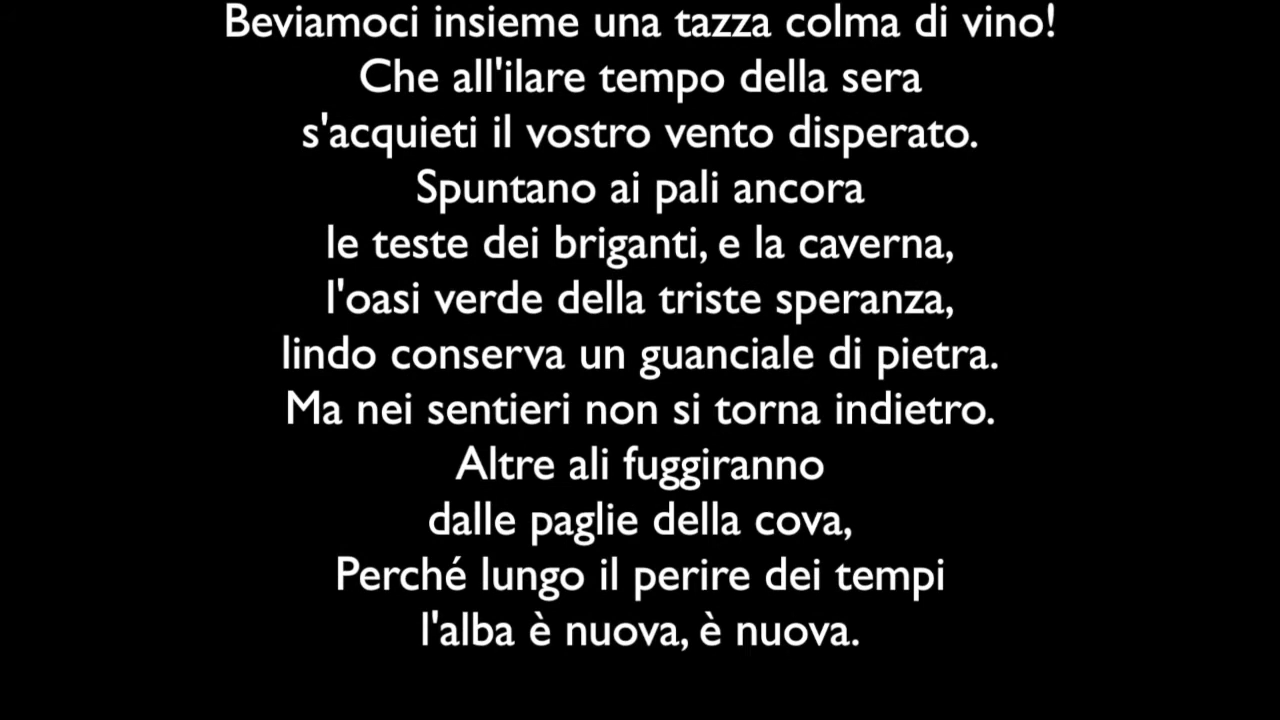 Beviamoci insieme una tazza colma di vino!
Che all'ilare tempo della sera
s'acquieti il vostro vento disperato.
Spuntano ai pali ancora
le teste dei briganti, e la caverna,
l'oasi verde della triste speranza,
lindo conserva un guanciale di pietra.
Ma nei sentieri non si torna indietro.
Altre ali fuggiranno
dalle paglie della cova,
Perché lungo il perire dei tempi
l'alba è nuova, è nuova.